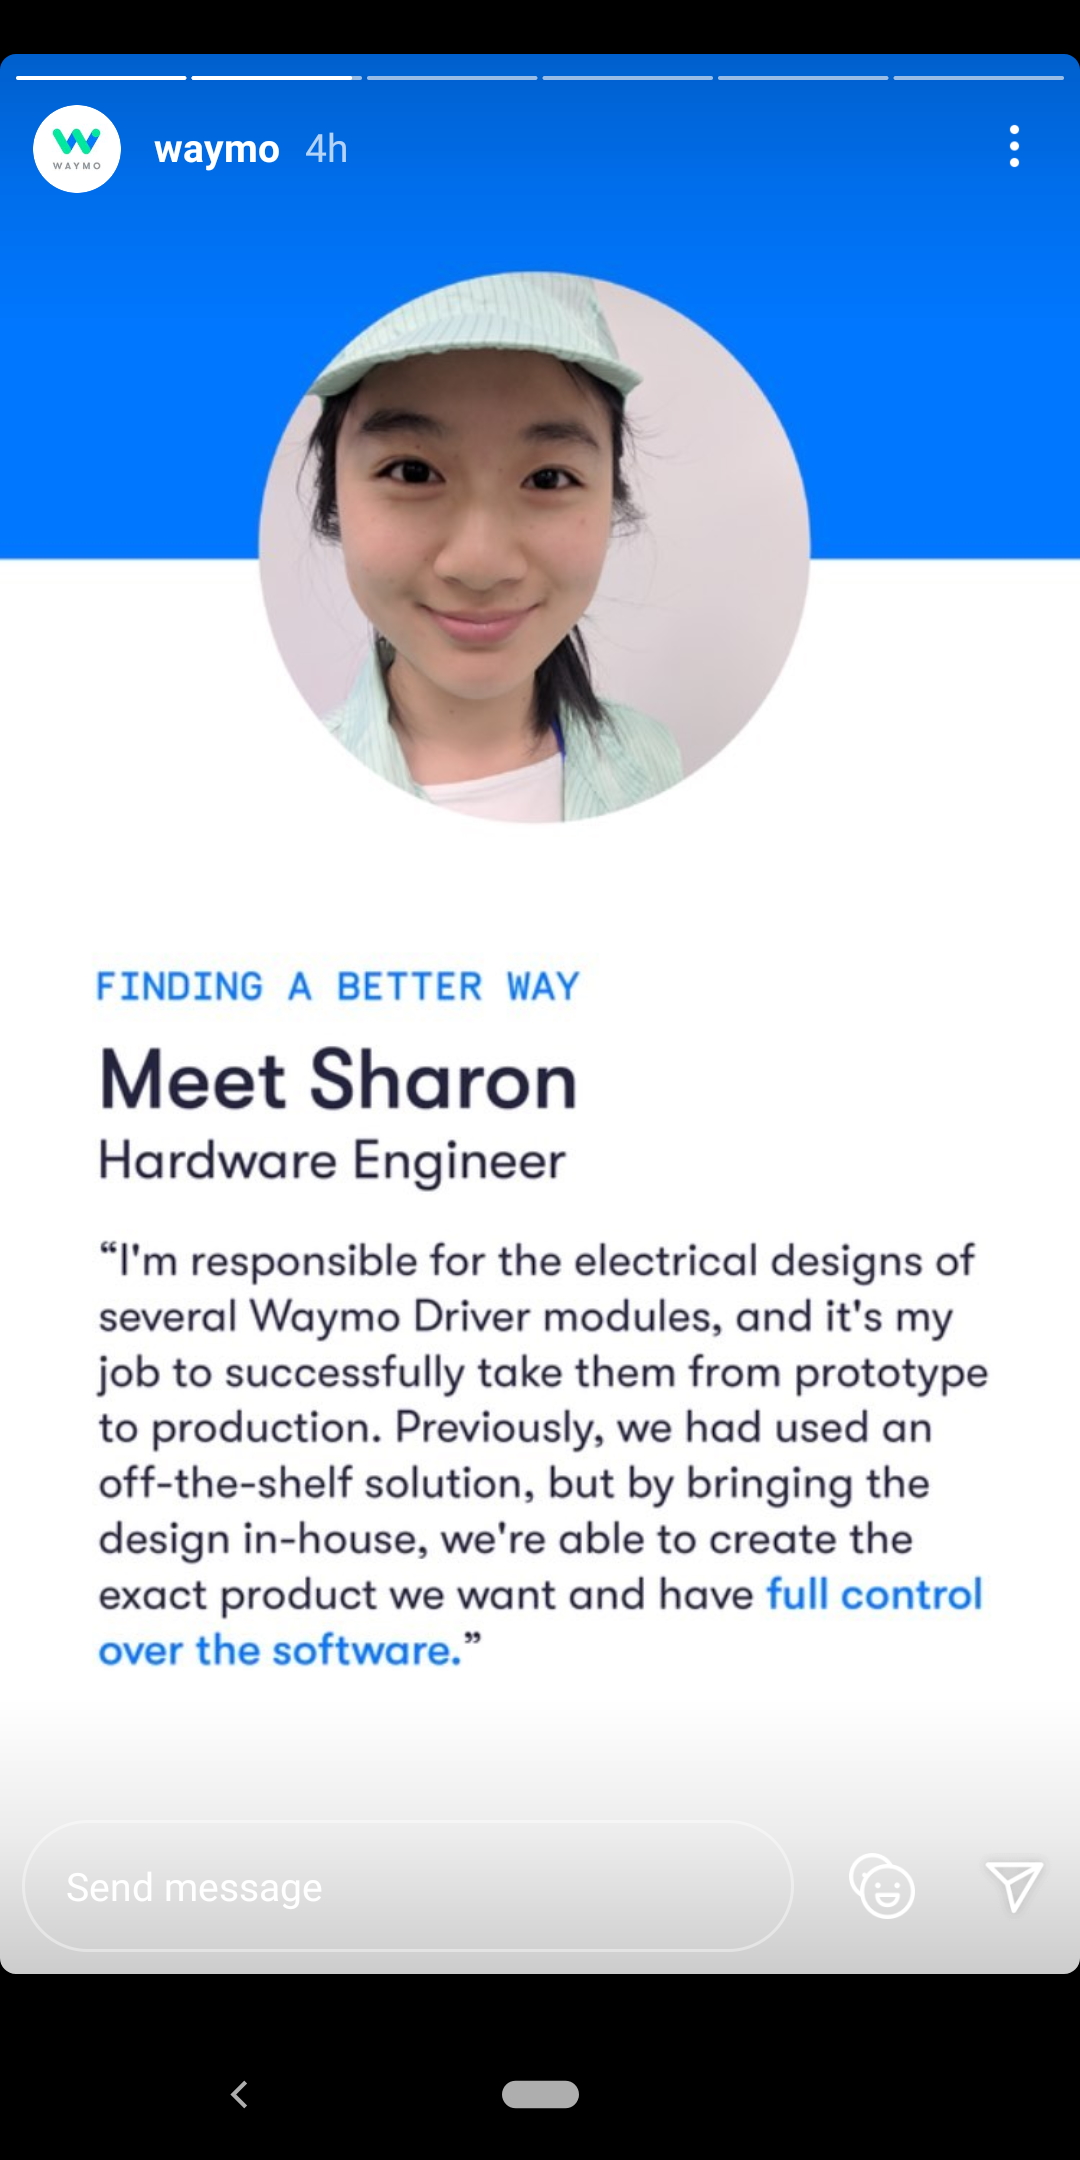 WAYMO
waymo 4h
FINDING A BETTER WAY
Meet Sharon
Hardware Engineer
“I'm responsible for the electrical designs of
several Waymo Driver modules, and it's my
job to successfully take them from prototype
to production. Previously, we had used an
off-the-shelf solution, but by bringing the
design in-house, we're able to create the
exact product we want and have full control
over the software.”
Send message